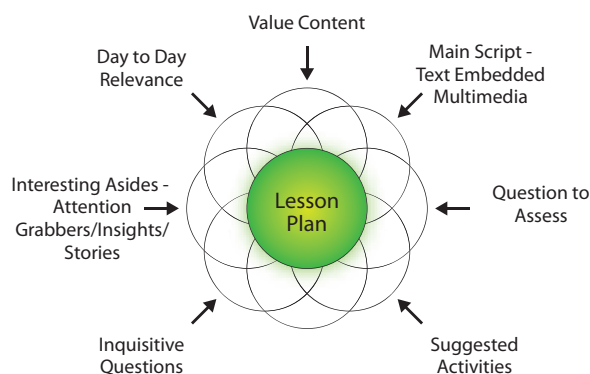 Value Content
Day to Day
Relevance
Main Script -
Text Embedded
Multimedia
Interesting Asides -
Attention
Grabbers/Insights/
Stories
Lesson
Plan
Question to
Assess
Inquisitive
Questions
Suggested
Activities